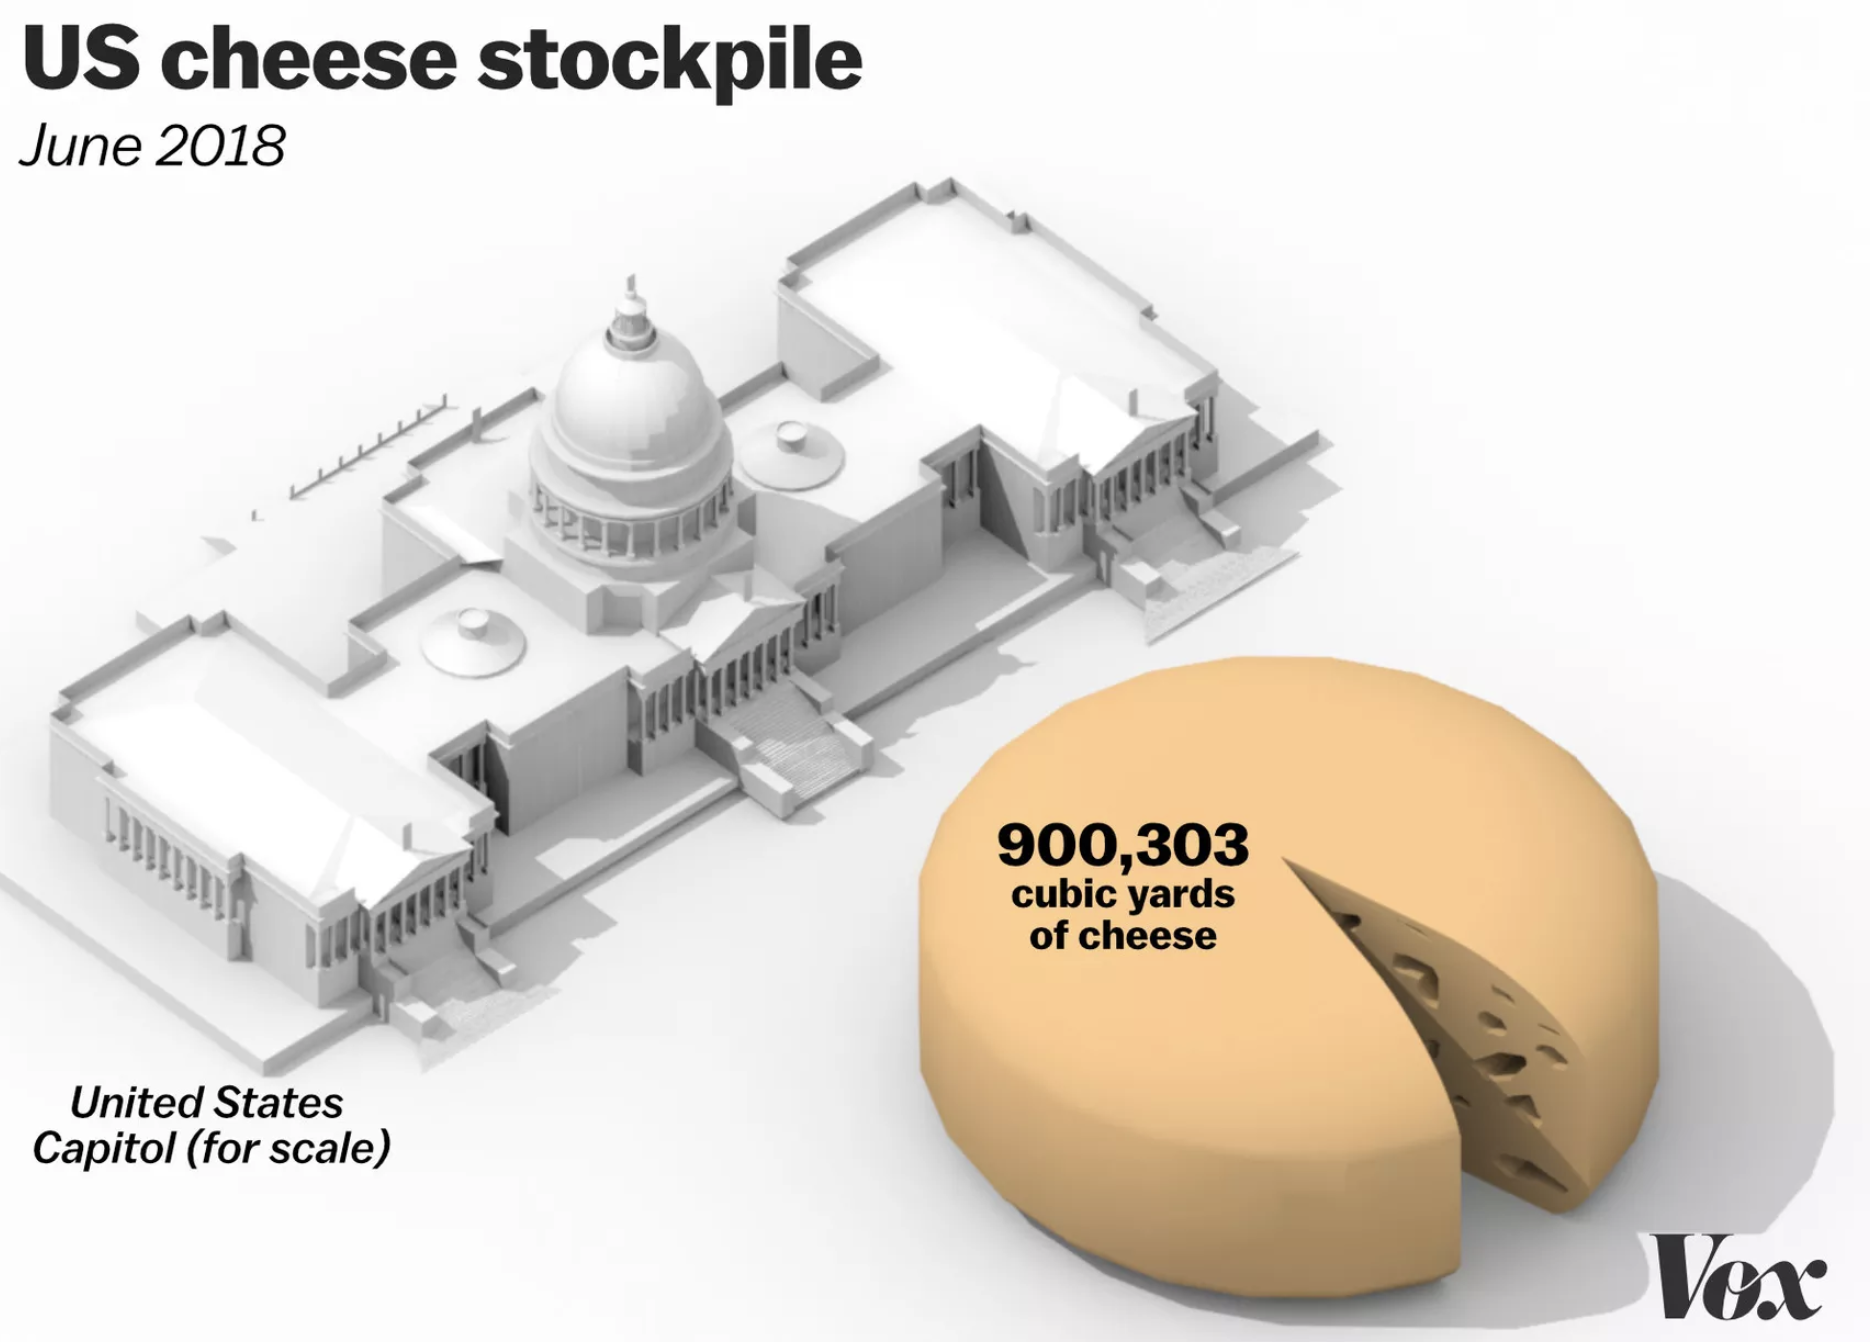 US cheese stockpile
June 2018
900,303
cubic yards
of cheese
United States
Capitol (for scale)
Vox